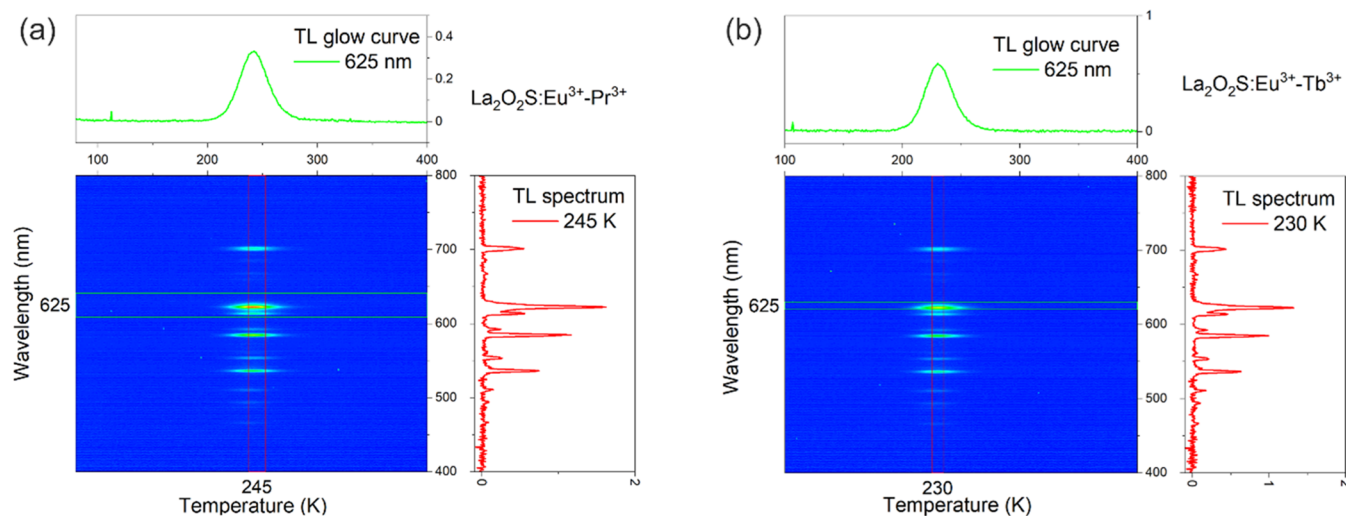 (a)
TL glow curve
625 nm
0.4
0.2
0
100
200
300
400
La₂O₂S:Eu³⁺-Pr³⁺
Wavelength (nm)
625
800
700
600
500
400
TL spectrum
245 K
0
2
245
Temperature (K)
(b)
TL glow curve
625 nm
1
0
100
200
300
400
La₂O₂S:Eu³⁺-Tb³⁺
Wavelength (nm)
625
800
700
600
500
400
TL spectrum
230 K
0
1
2
230
Temperature (K)